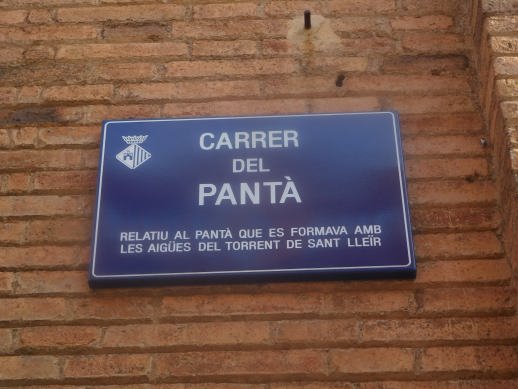 CARRER
DEL
PANTÀ
RELATIU AL PANTÀ QUE ES FORMAVA AMB
LES AIGÜES DEL TORRENT DE SANT LLEÏR